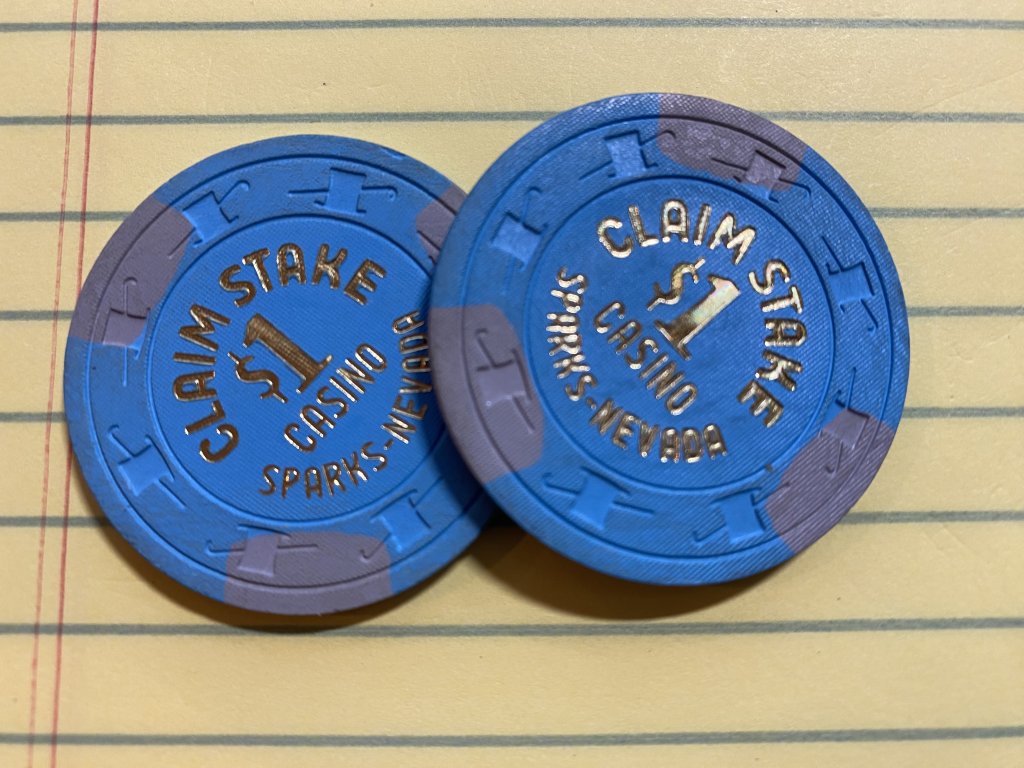 CLAIM STAKE
$1
CASINO
SPARKS-NEVADA
CLAIM STAKE
$1
CASINO
SPARKS-NEVADA